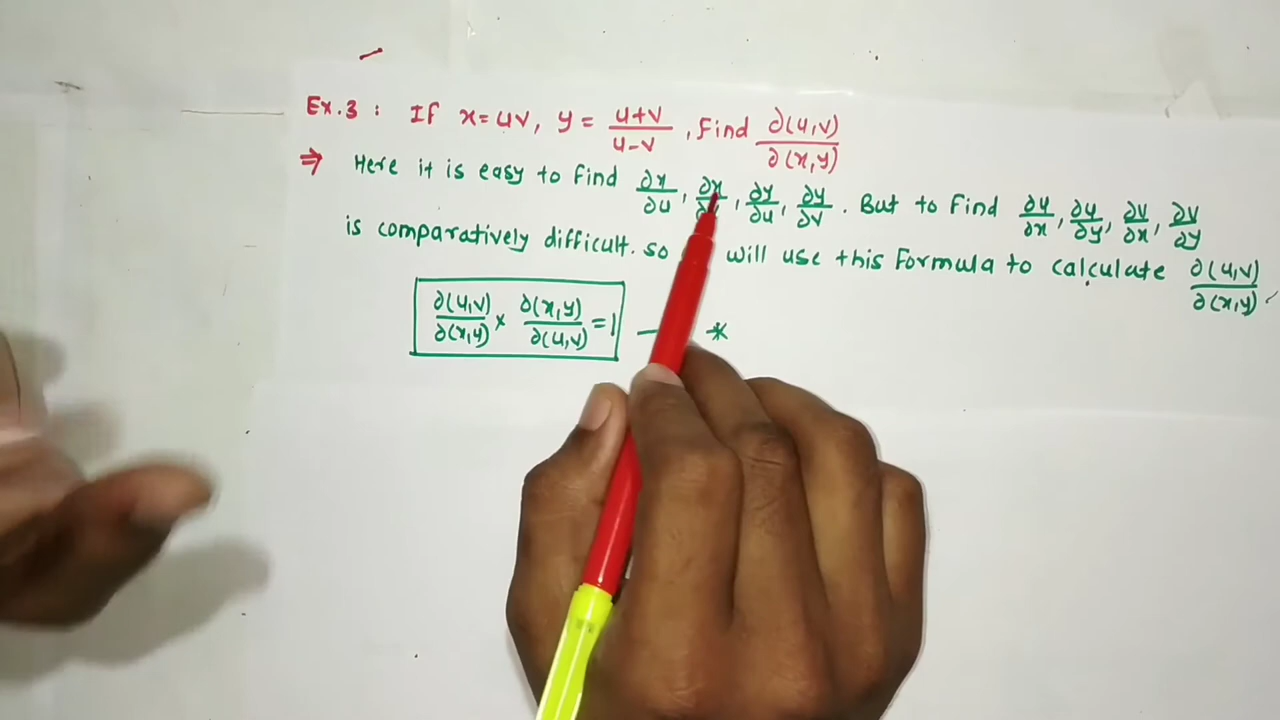 Ex.3 : If x=uv, y= u+v/u-v, Find ∂(u,v)/∂(x,y)
⇒ Here it is easy to find ∂x/∂u, ∂x/, ∂y/∂u, ∂y/∂v. But to Find ∂u/∂x, ∂u/∂y, ∂v/∂x, ∂v/∂y
is comparatively difficult. so will use this Formula to calculate ∂(u,v)/∂(x,y)
∂(u,v)/∂(x,y) × ∂(x,y)/∂(u,v) =1 — *